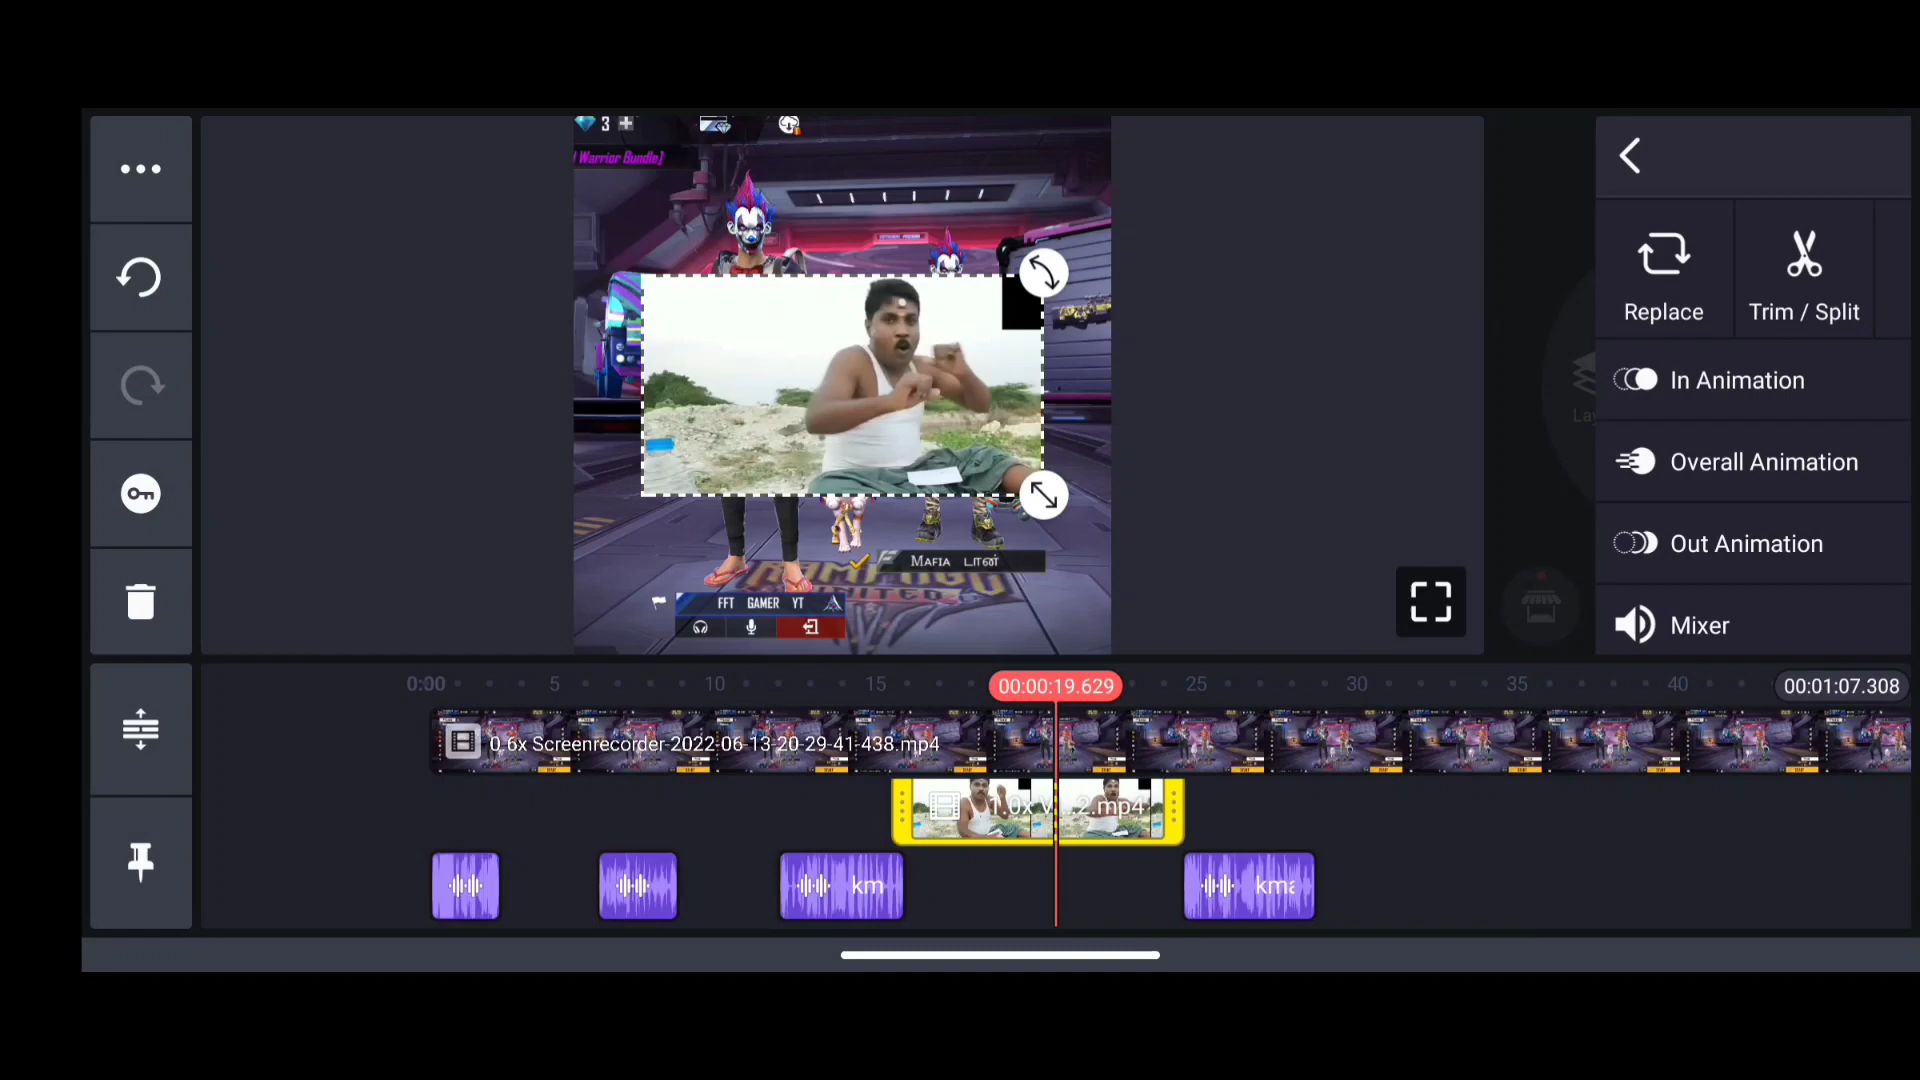 3
d Warrior Bundle]
Replace
Trim / Split
In Animation
Overall Animation
Out Animation
Mixer
MAFIA டான்
FFT GAMER YT
0:00
5
10
15
00:00:19.629
25
30
35
40
00:01:07.308
0.6x Screenrecorder-2022-06-13-20-29-41-438.mp4
1.0x V...2.mp4
km
kma